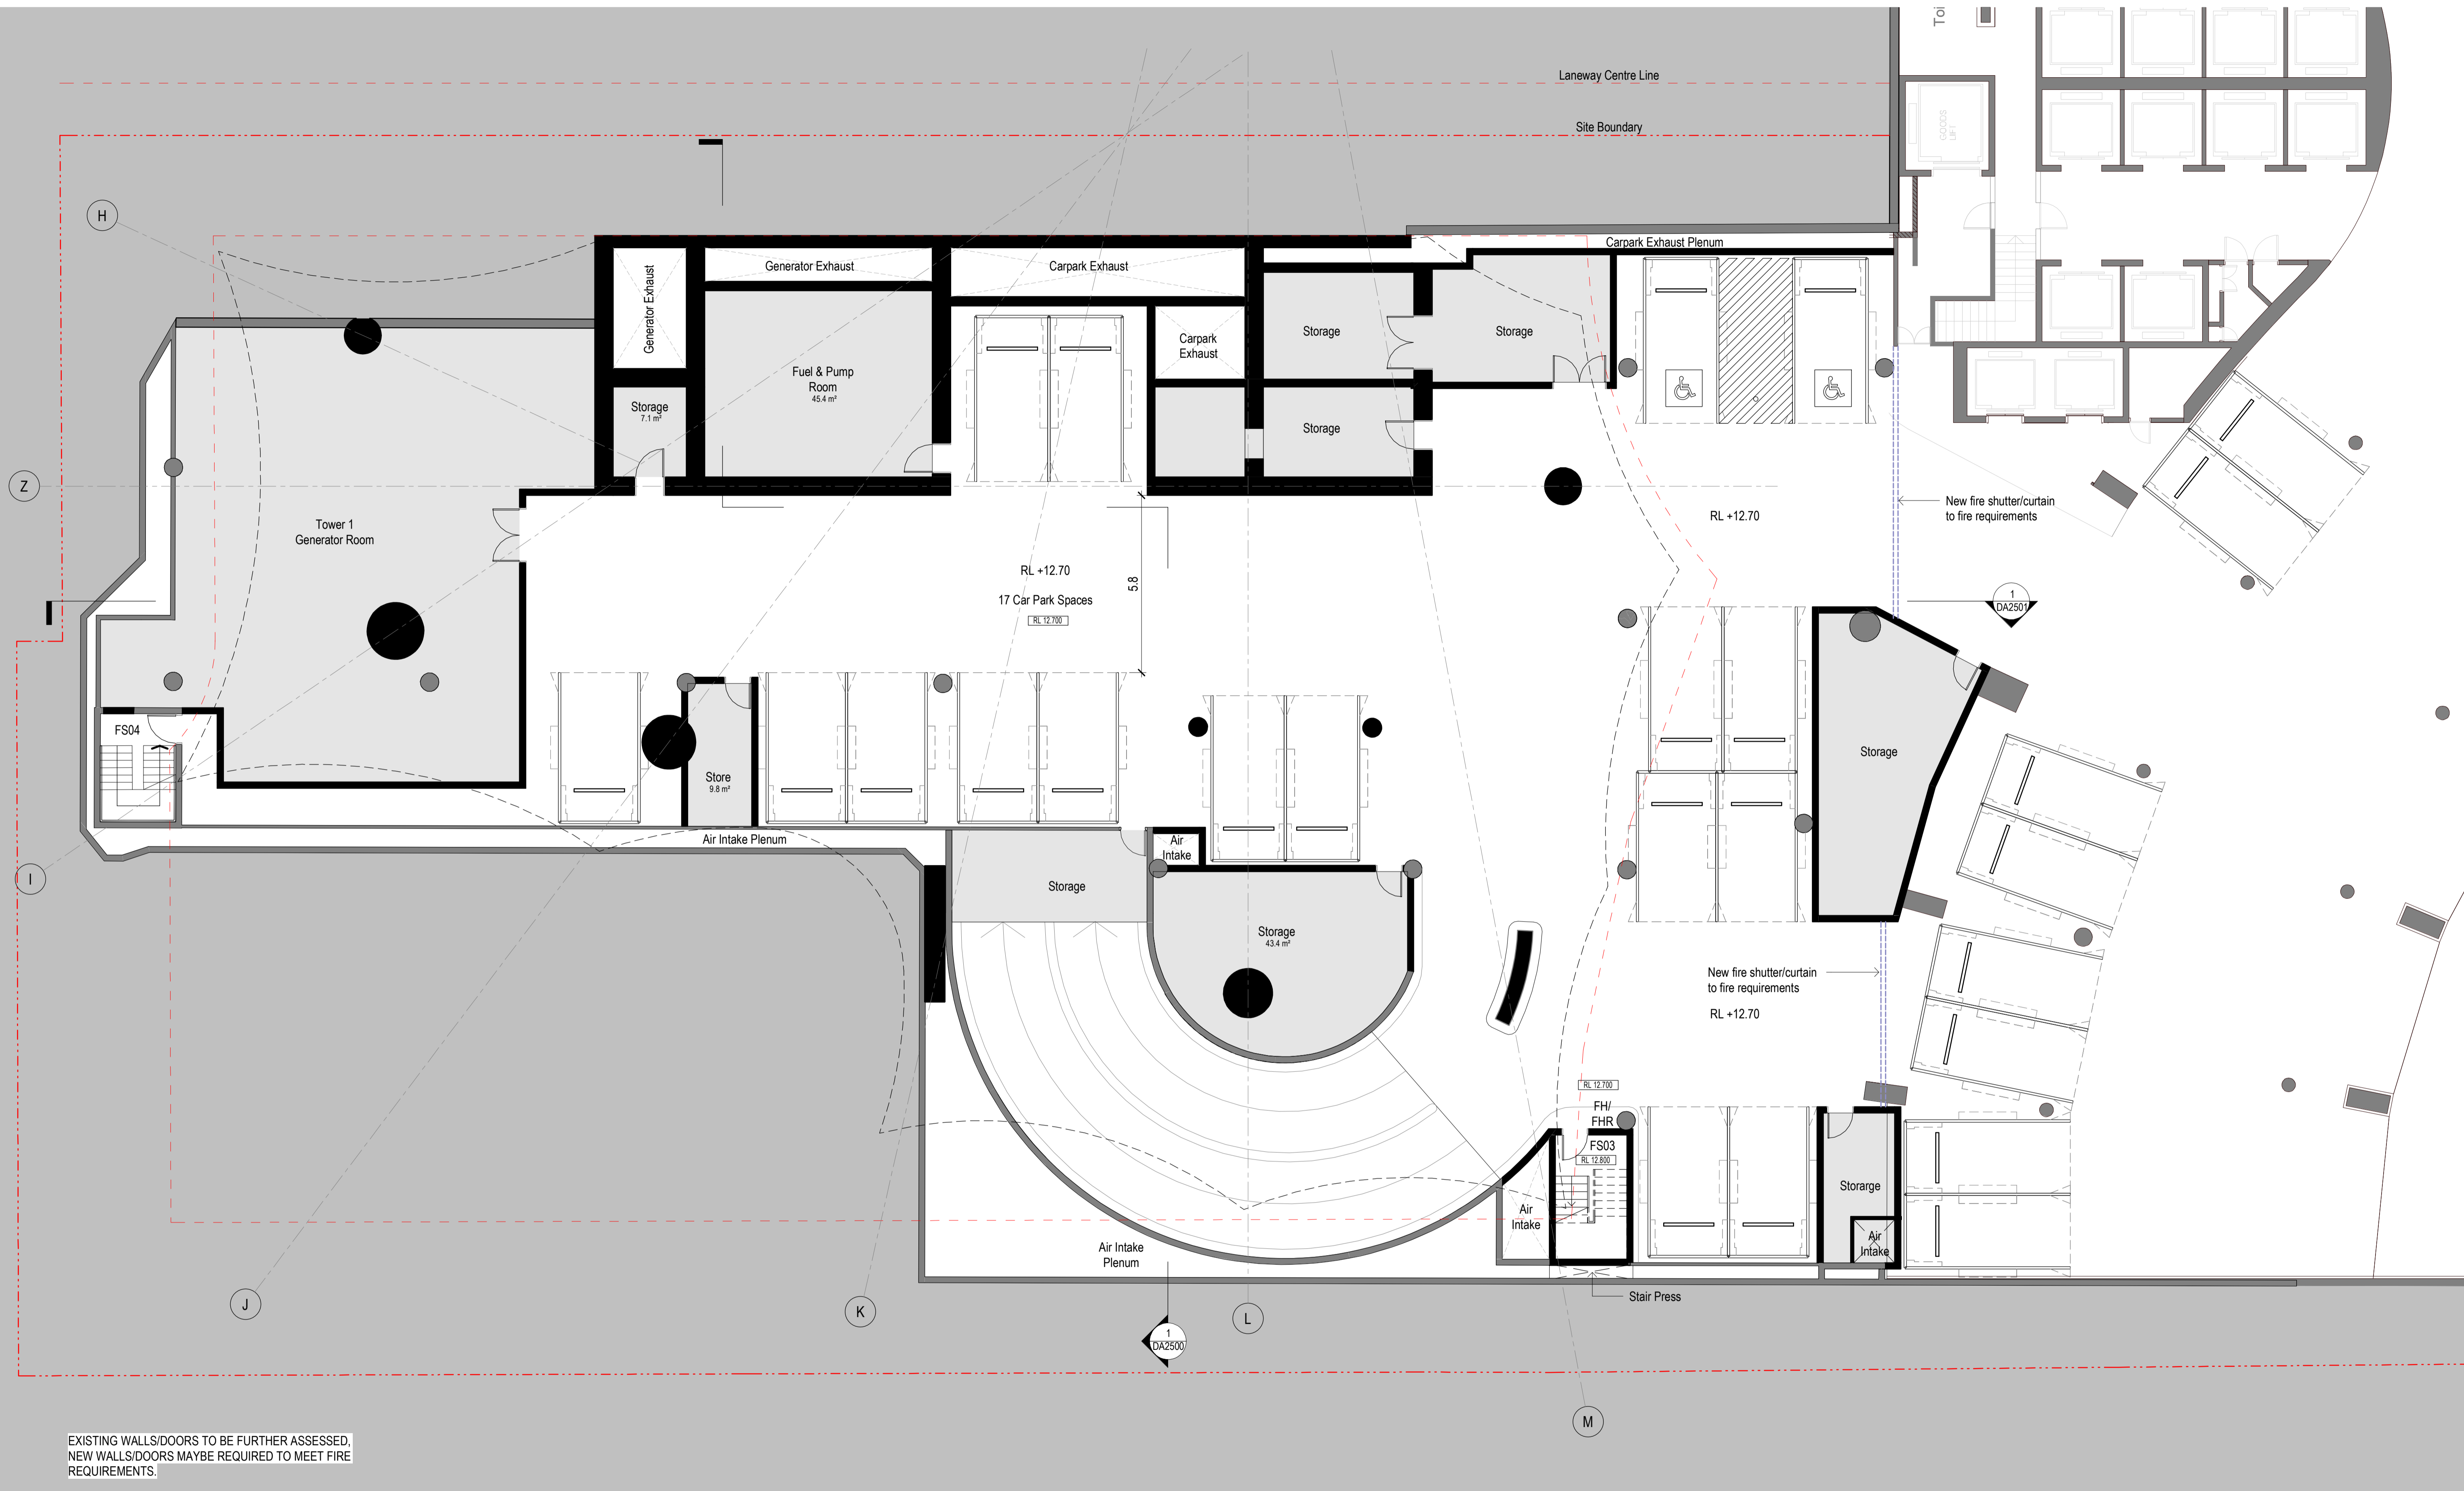 Toi
Laneway Centre Line
Site Boundary
GOODS
LIFT
H
Carpark Exhaust Plenum
Generator Exhaust
Generator Exhaust
Carpark Exhaust
Carpark
Exhaust
Storage
Storage
Fuel & Pump
Room
45.4 m²
Storage
7.1 m²
Storage
Z
Tower 1
Generator Room
RL +12.70
New fire shutter/curtain
to fire requirements
RL +12.70
5.8
17 Car Park Spaces
RL 12.700
1
DA2501
FS04
Store
9.8 m²
Storage
Air Intake Plenum
Air
Intake
I
Storage
Storage
43.4 m²
New fire shutter/curtain
to fire requirements
RL +12.70
RL 12.700
FH/
FHR
FS03
RL 12.800
Storarge
Air
Intake
Air
Intake
Air Intake
Plenum
Stair Press
J
K
L
1
DA2500
M
EXISTING WALLS/DOORS TO BE FURTHER ASSESSED,
NEW WALLS/DOORS MAYBE REQUIRED TO MEET FIRE
REQUIREMENTS.